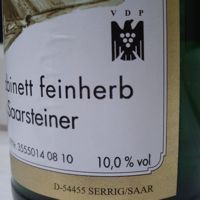 VDP
binett feinherb
Saarsteiner
3555014 08 10
10,0 % vol
D-54455 SERRIG/SAAR